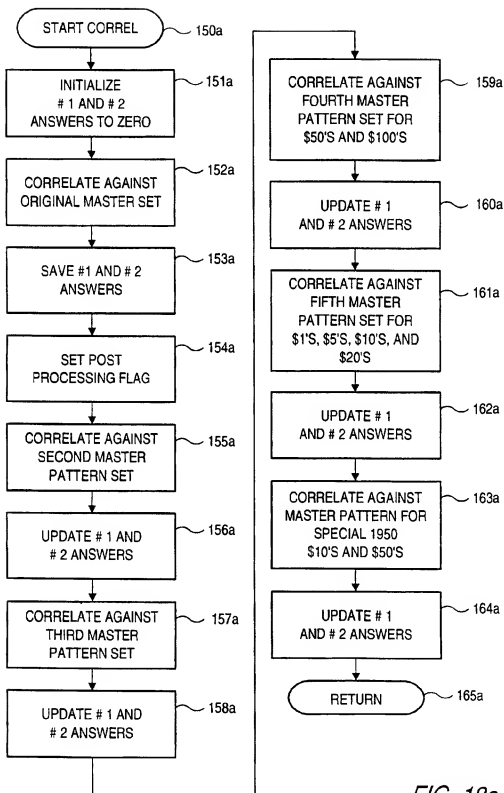 START CORREL
150a
INITIALIZE
# 1 AND # 2
ANSWERS TO ZERO
151a
CORRELATE AGAINST
ORIGINAL MASTER SET
152a
SAVE #1 AND # 2
ANSWERS
153a
SET POST
PROCESSING FLAG
154a
CORRELATE AGAINST
SECOND MASTER
PATTERN SET
155a
UPDATE # 1 AND
# 2 ANSWERS
156a
CORRELATE AGAINST
THIRD MASTER
PATTERN SET
157a
UPDATE # 1 AND
# 2 ANSWERS
158a
CORRELATE AGAINST
FOURTH MASTER
PATTERN SET FOR
$50'S AND $100'S
159a
UPDATE # 1
AND # 2 ANSWERS
160a
CORRELATE AGAINST
FIFTH MASTER
PATTERN SET FOR
$1'S, $5'S, $10'S, AND
$20'S
161a
UPDATE # 1
AND # 2 ANSWERS
162a
CORRELATE AGAINST
MASTER PATTERN FOR
SPECIAL 1950
$10'S AND $50'S
163a
UPDATE # 1
AND # 2 ANSWERS
164a
RETURN
165a
FIG.